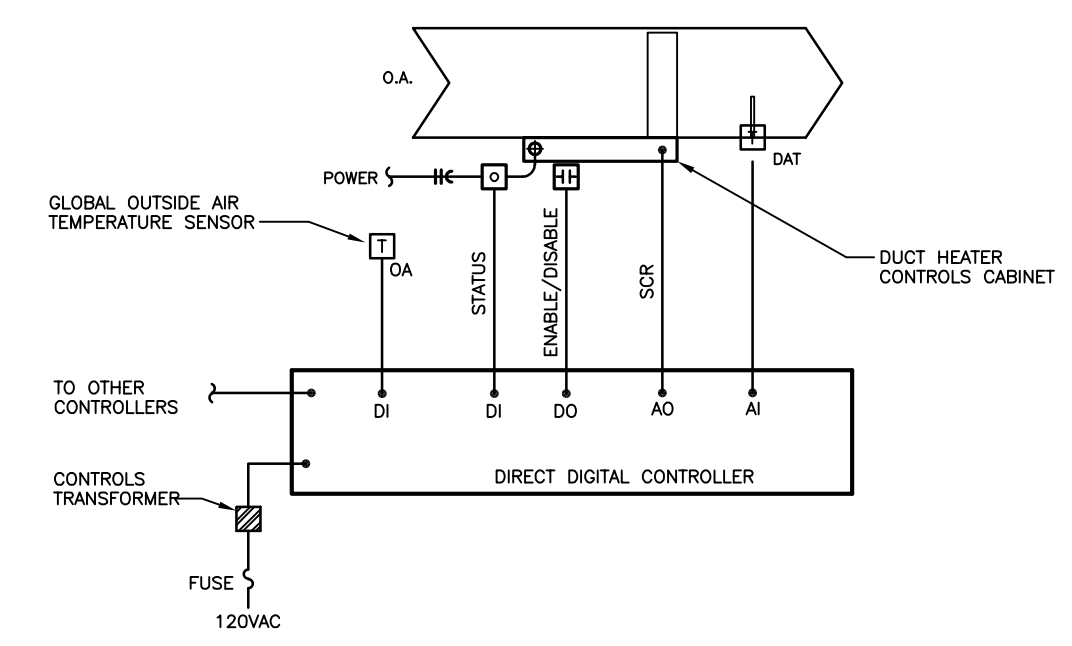 O.A.
DAT
POWER
GLOBAL OUTSIDE AIR
TEMPERATURE SENSOR
T
T
OA
STATUS
ENABLE/DISABLE
SCR
DUCT HEATER
CONTROLS CABINET
TO OTHER
CONTROLLERS
DI
DI
DO
AO
AI
DIRECT DIGITAL CONTROLLER
CONTROLS
TRANSFORMER
FUSE
120VAC